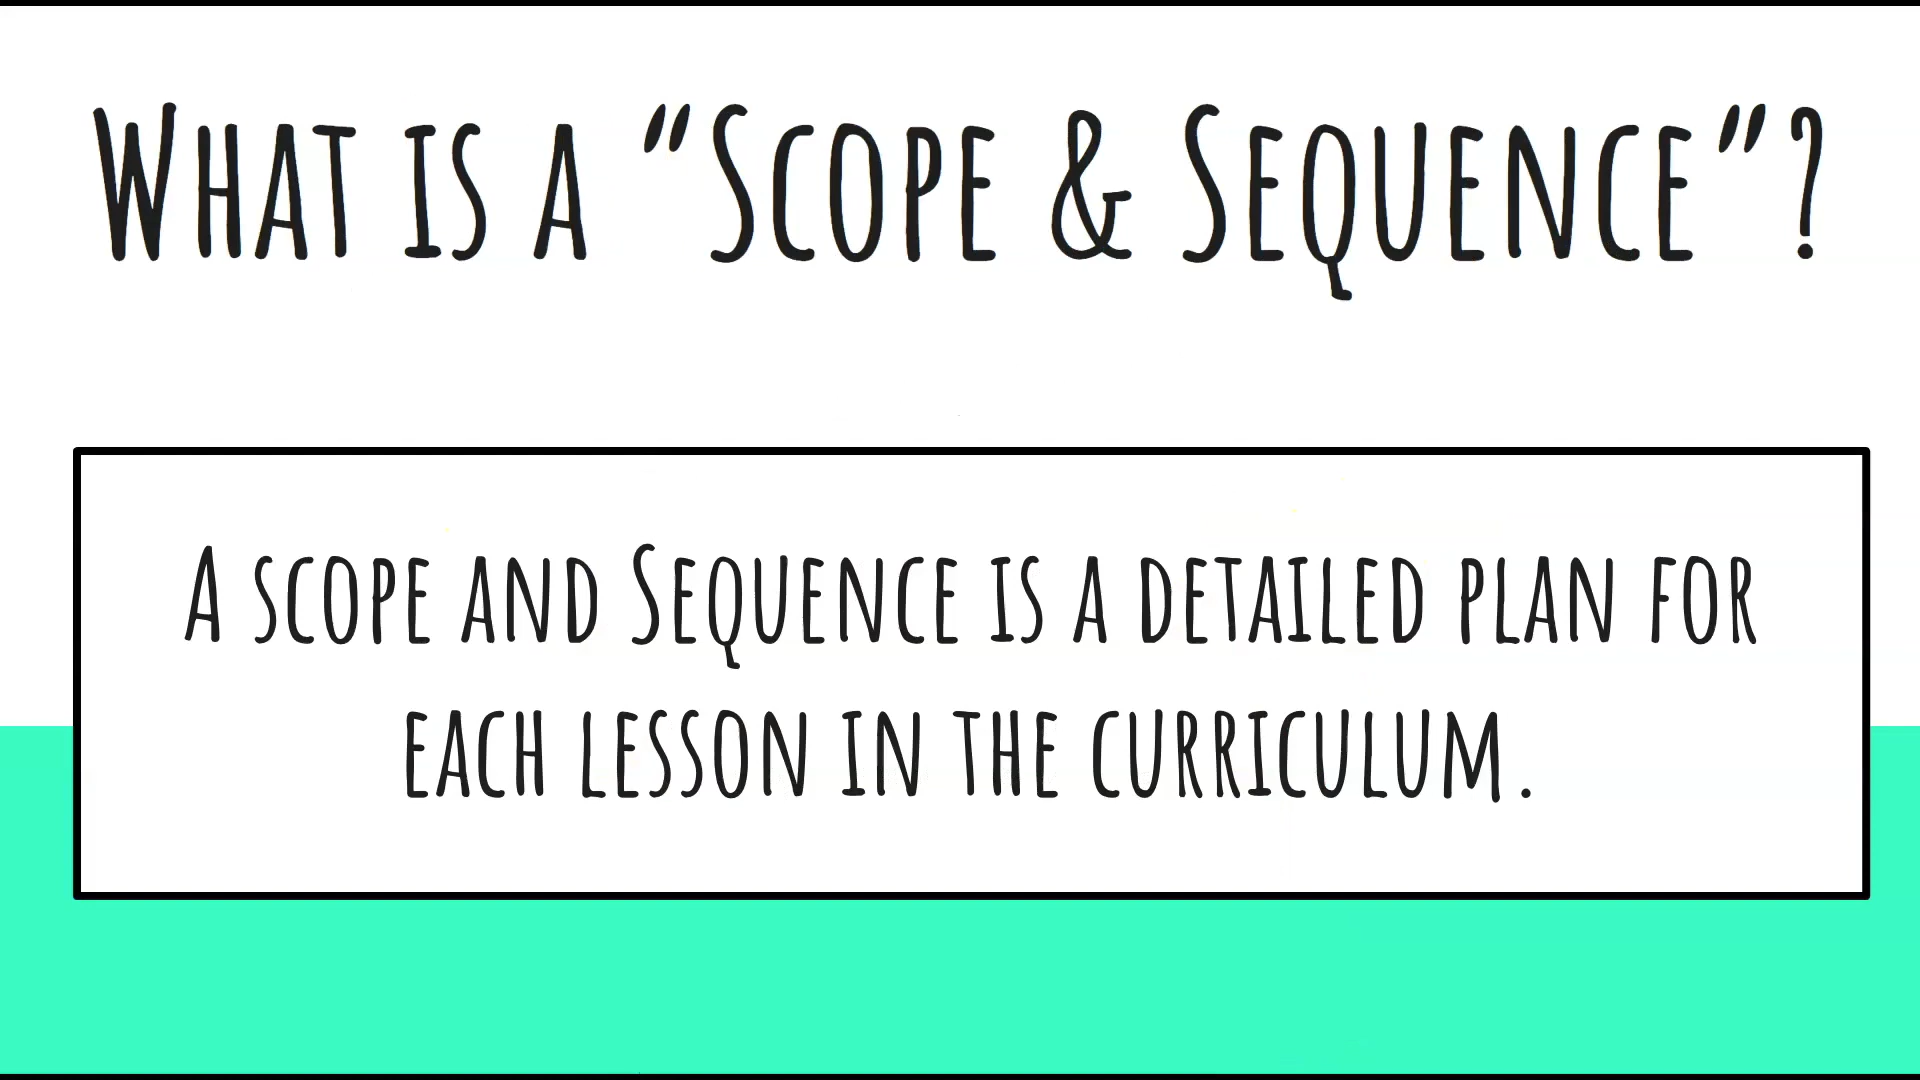 What is a “Scope & Sequence”?
A scope and Sequence is a detailed plan for
each lesson in the curriculum.